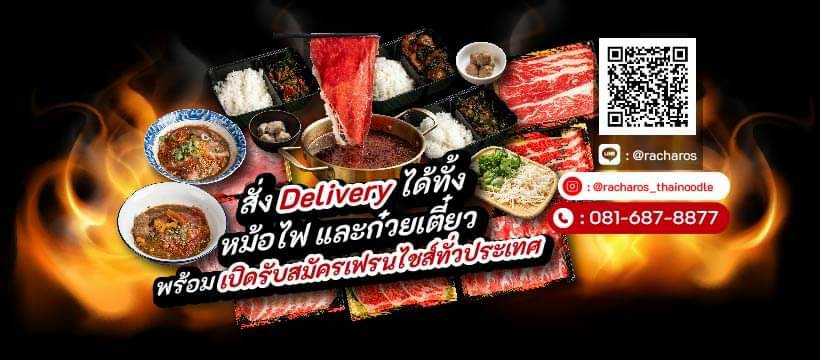 สั่ง Delivery ได้ทั้ง
หม้อไฟ และก๋วยเตี๋ยว
พร้อม เปิดรับสมัครเฟรนไชส์ทั่วประเทศ
LINE : @racharos
: @racharos_thainoodle
: 081-687-8877